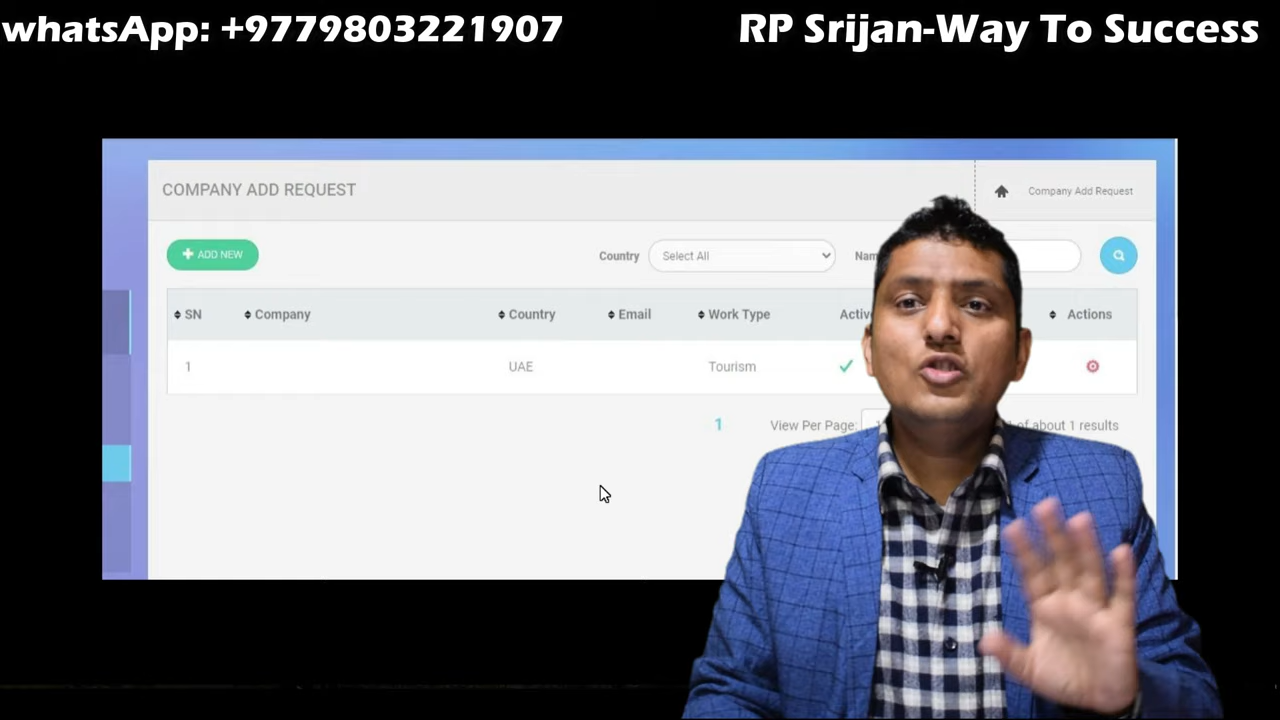 whatsApp: +9779803221907
RP Srijan-Way To Success
COMPANY ADD REQUEST
Company Add Request
ADD NEW
Country
Select All
SN
Company
Country
Email
Work Type
Actions
1
UAE
Tourism
1
View Per Page:
of about 1 results